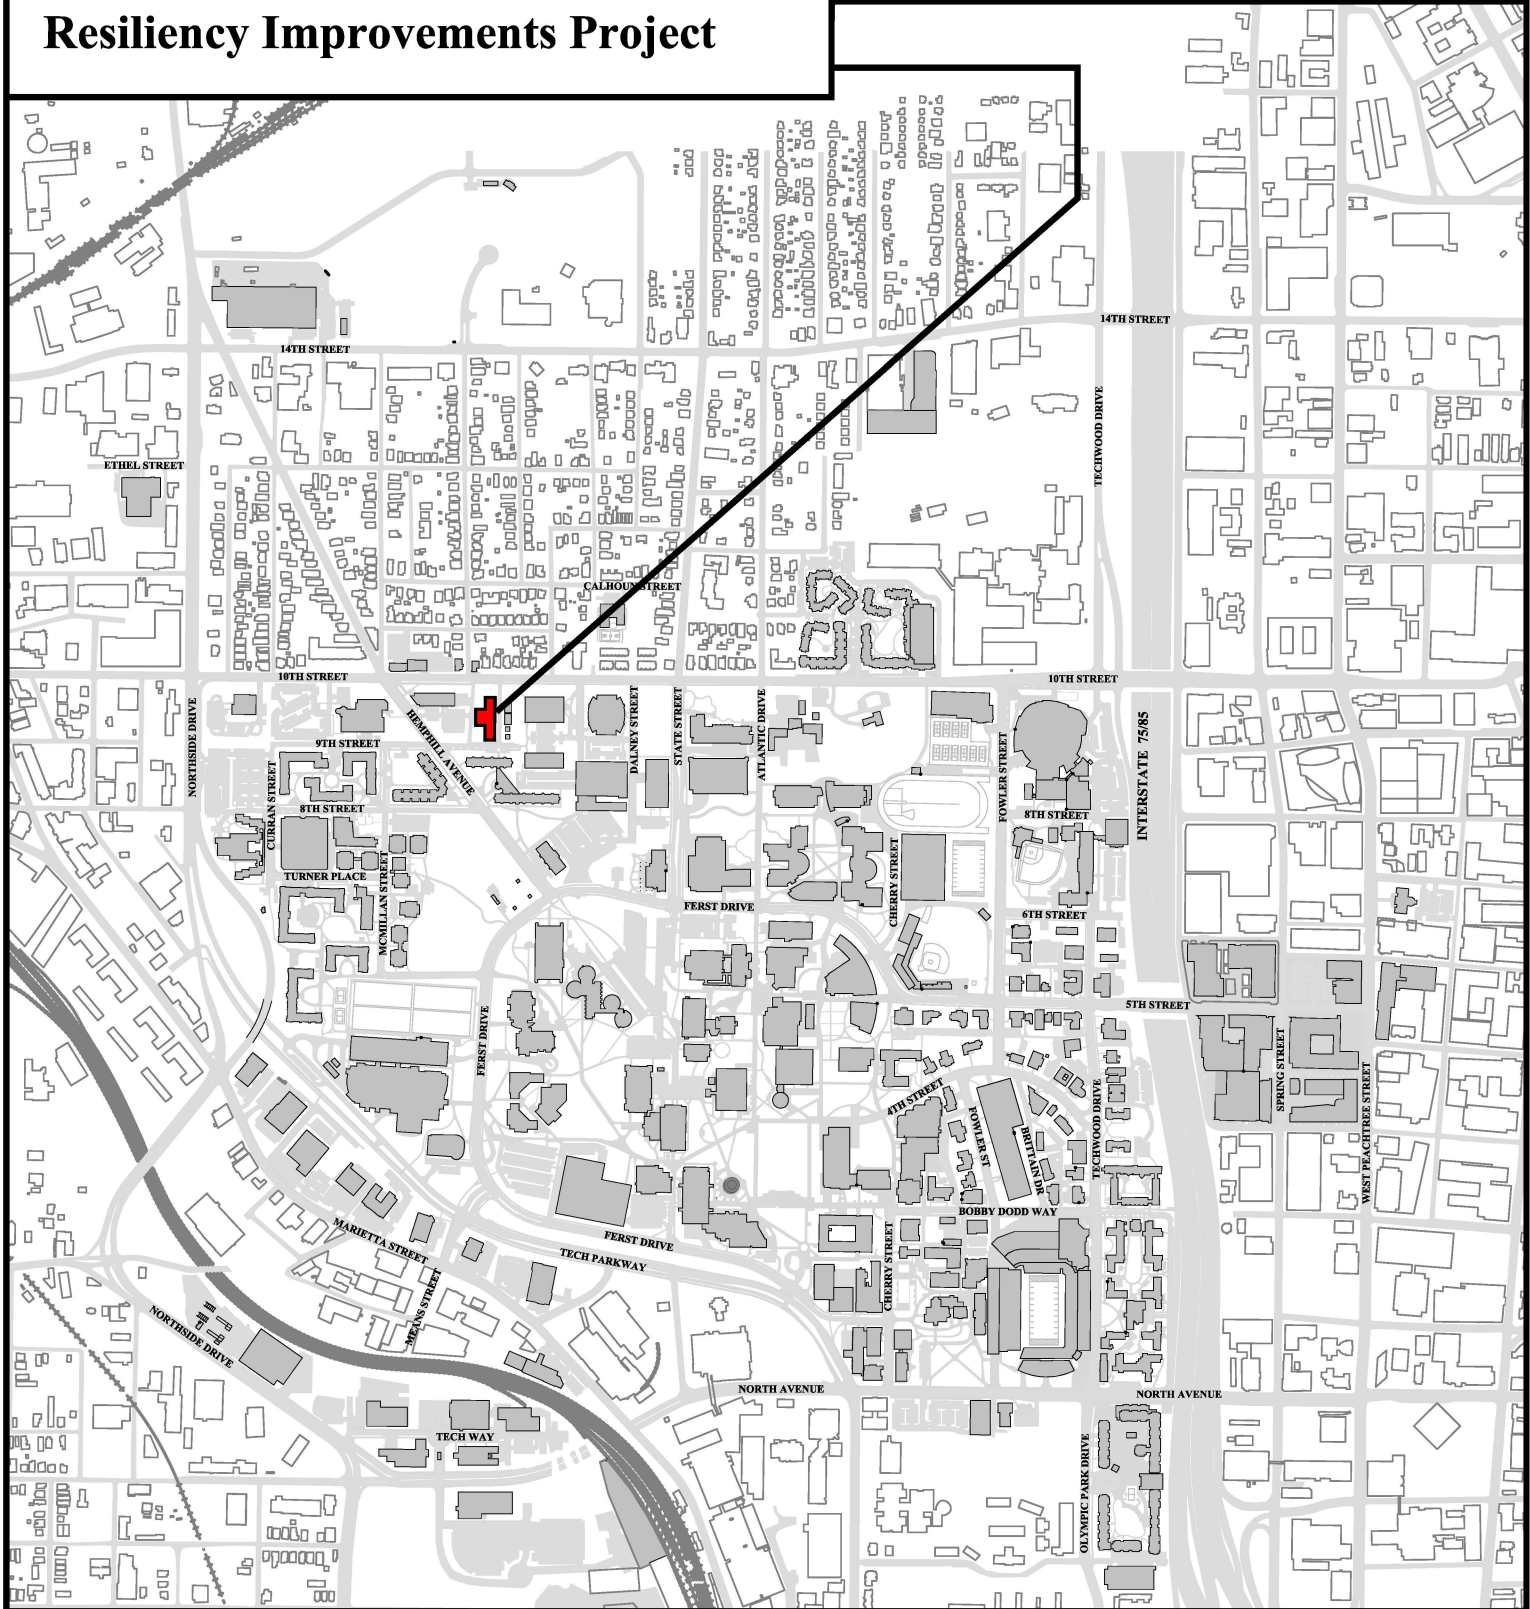 Resiliency Improvements Project
14TH STREET
14TH STREET
TECHWOOD DRIVE
ETHEL STREET
CALHOUN STREET
10TH STREET
10TH STREET
NORTHSIDE DRIVE
HEMPHILL AVENUE
DALNEY STREET
STATE STREET
ATLANTIC DRIVE
FOWLER STREET
INTERSTATE 75/85
9TH STREET
CURRAN STREET
8TH STREET
8TH STREET
TURNER PLACE
MCMILLAN STREET
CHERRY STREET
FERST DRIVE
6TH STREET
5TH STREET
FERST DRIVE
SPRING STREET
WEST PEACHTREE STREET
4TH STREET
FOWLER ST
BRITTAIN DR
TECHWOOD DRIVE
BOBBY DODD WAY
MARIETTA STREET
FERST DRIVE
TECH PARKWAY
CHERRY STREET
MEANS STREET
NORTHSIDE DRIVE
NORTH AVENUE
NORTH AVENUE
TECH WAY
OLYMPIC PARK DRIVE